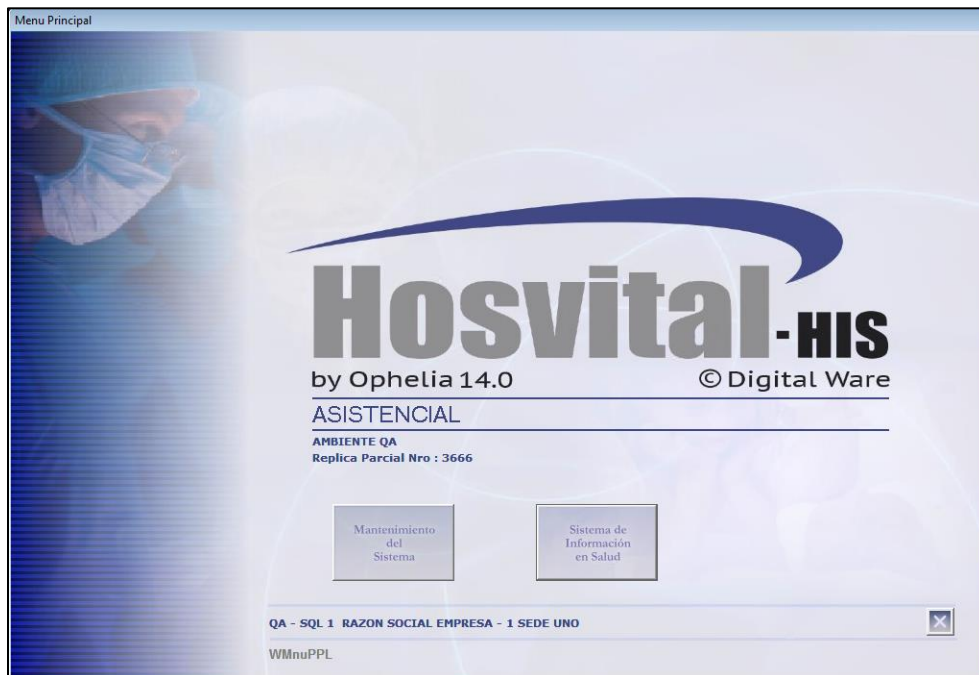 Menu Principal
Hosvital-HIS
by Ophelia 14.0 © Digital Ware
ASISTENCIAL
AMBIENTE QA
Replica Parcial Nro : 3666
Mantenimiento
del
Sistema
Sistema de
Información
en Salud
QA - SQL 1 RAZON SOCIAL EMPRESA - 1 SEDE UNO
WMnuPPL